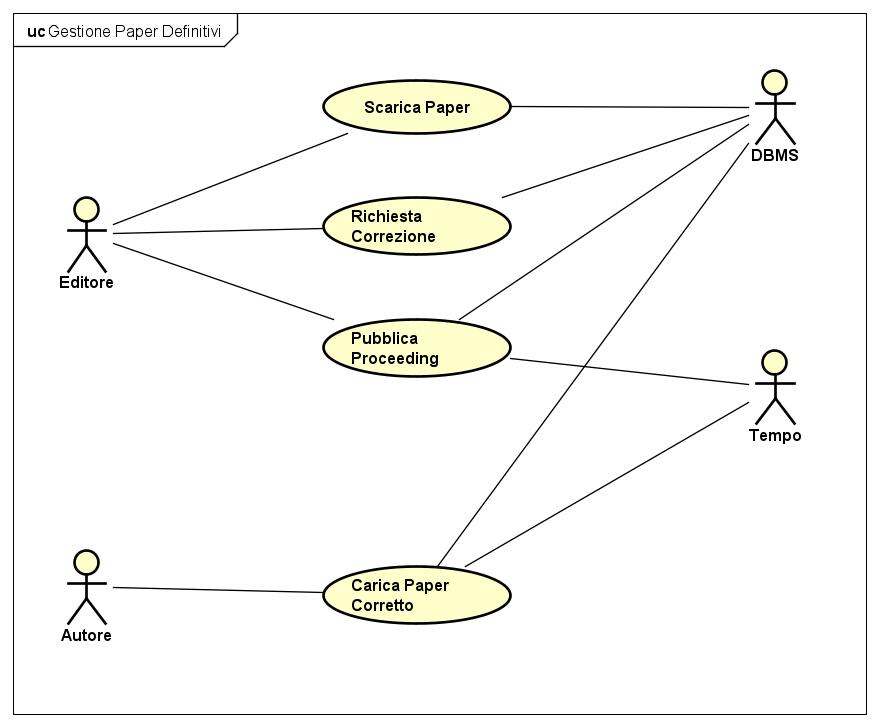 uc Gestione Paper Definitivi
Scarica Paper
DBMS
Richiesta
Correzione
Editore
Pubblica
Proceeding
Tempo
Carica Paper
Corretto
Autore